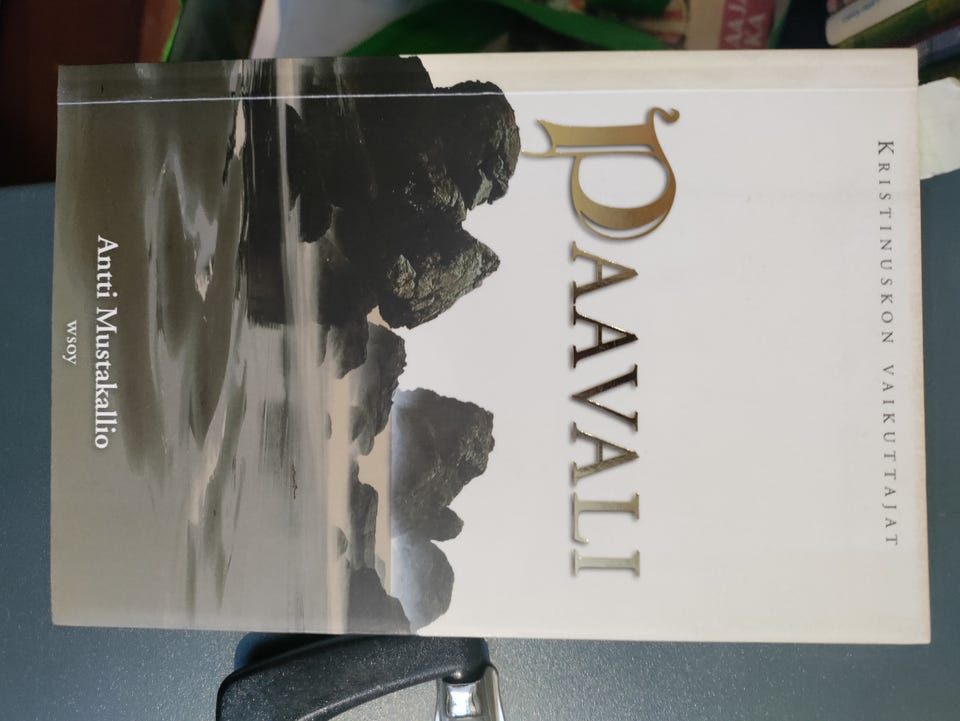 KRISTINUSKON VAIKUTTAJAT
PAAVALI
Antti Mustakallio
wsoy